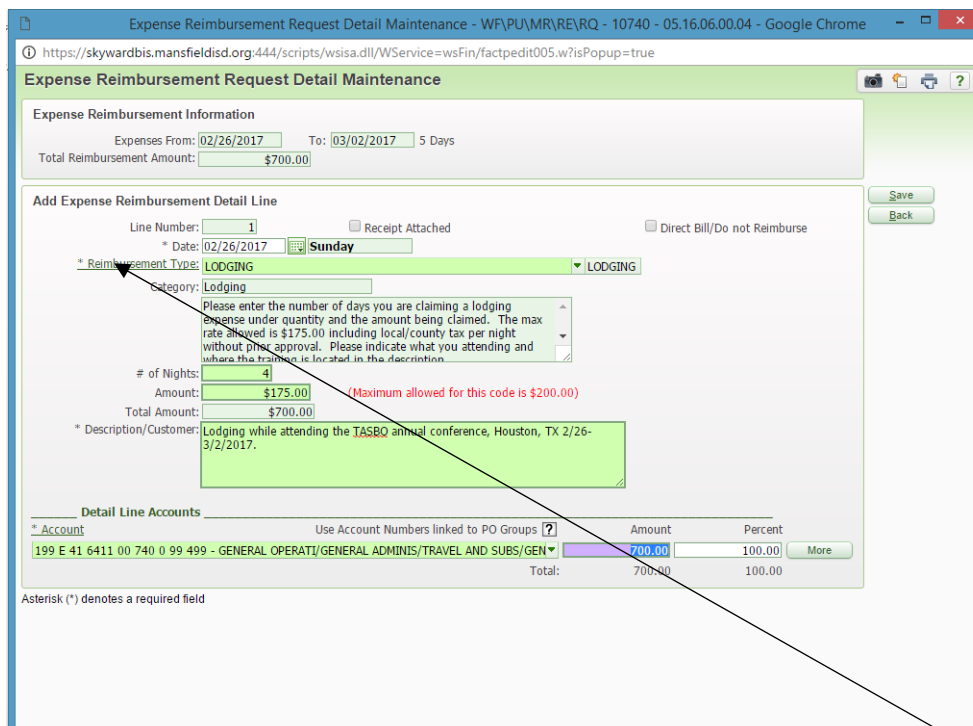 Expense Reimbursement Request Detail Maintenance - WF\PU\MR\RE\RQ - 10740 - 05.16.06.00.04 - Google Chrome
https://skywardbis.mansfieldisd.org:444/scripts/wsisa.dll/WService=wsFin/factpedit005.w?isPopup=true
Expense Reimbursement Request Detail Maintenance
?
Expense Reimbursement Information
Expenses From: 02/26/2017 To: 03/02/2017 5 Days
Total Reimbursement Amount: $700.00
Add Expense Reimbursement Detail Line
Save
Back
Line Number: 1 Receipt Attached Direct Bill/Do not Reimburse
* Date: 02/26/2017 Sunday
* Reimbursement Type: LODGING LODGING
Category: Lodging
Please enter the number of days you are claiming a lodging
expense under quantity and the amount being claimed. The max
rate allowed is $175.00 including local/county tax per night
without prior approval. Please indicate what you attending and
where the training is located in the description
# of Nights: 4
Amount: $175.00 (Maximum allowed for this code is $200.00)
Total Amount: $700.00
* Description/Customer: Lodging while attending the TASBO annual conference, Houston, TX 2/26-
3/2/2017.
Detail Line Accounts
* Account Use Account Numbers linked to PO Groups ? Amount Percent
199 E 41 6411 00 740 0 99 499 - GENERAL OPERATI/GENERAL ADMINIS/TRAVEL AND SUBS/GEN 700.00 100.00 More
Total: 700.00 100.00
Asterisk (*) denotes a required field